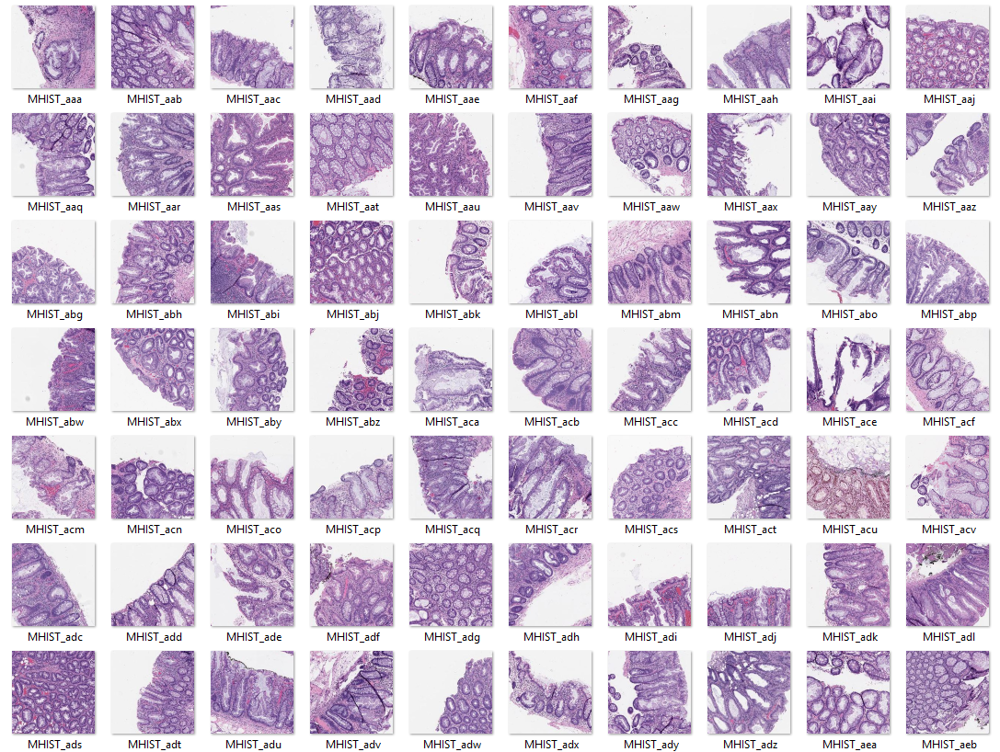 MHIST_aaa MHIST_aab MHIST_aac MHIST_aad MHIST_aae MHIST_aaf MHIST_aag MHIST_aah MHIST_aai MHIST_aaj
MHIST_aaq MHIST_aar MHIST_aas MHIST_aat MHIST_aau MHIST_aav MHIST_aaw MHIST_aax MHIST_aay MHIST_aaz
MHIST_abg MHIST_abh MHIST_abi MHIST_abj MHIST_abk MHIST_abl MHIST_abm MHIST_abn MHIST_abo MHIST_abp
MHIST_abw MHIST_abx MHIST_aby MHIST_abz MHIST_aca MHIST_acb MHIST_acc MHIST_acd MHIST_ace MHIST_acf
MHIST_acm MHIST_acn MHIST_aco MHIST_acp MHIST_acq MHIST_acr MHIST_acs MHIST_act MHIST_acu MHIST_acv
MHIST_adc MHIST_add MHIST_ade MHIST_adf MHIST_adg MHIST_adh MHIST_adi MHIST_adj MHIST_adk MHIST_adl
MHIST_ads MHIST_adt MHIST_adu MHIST_adv MHIST_adw MHIST_adx MHIST_ady MHIST_adz MHIST_aea MHIST_aeb